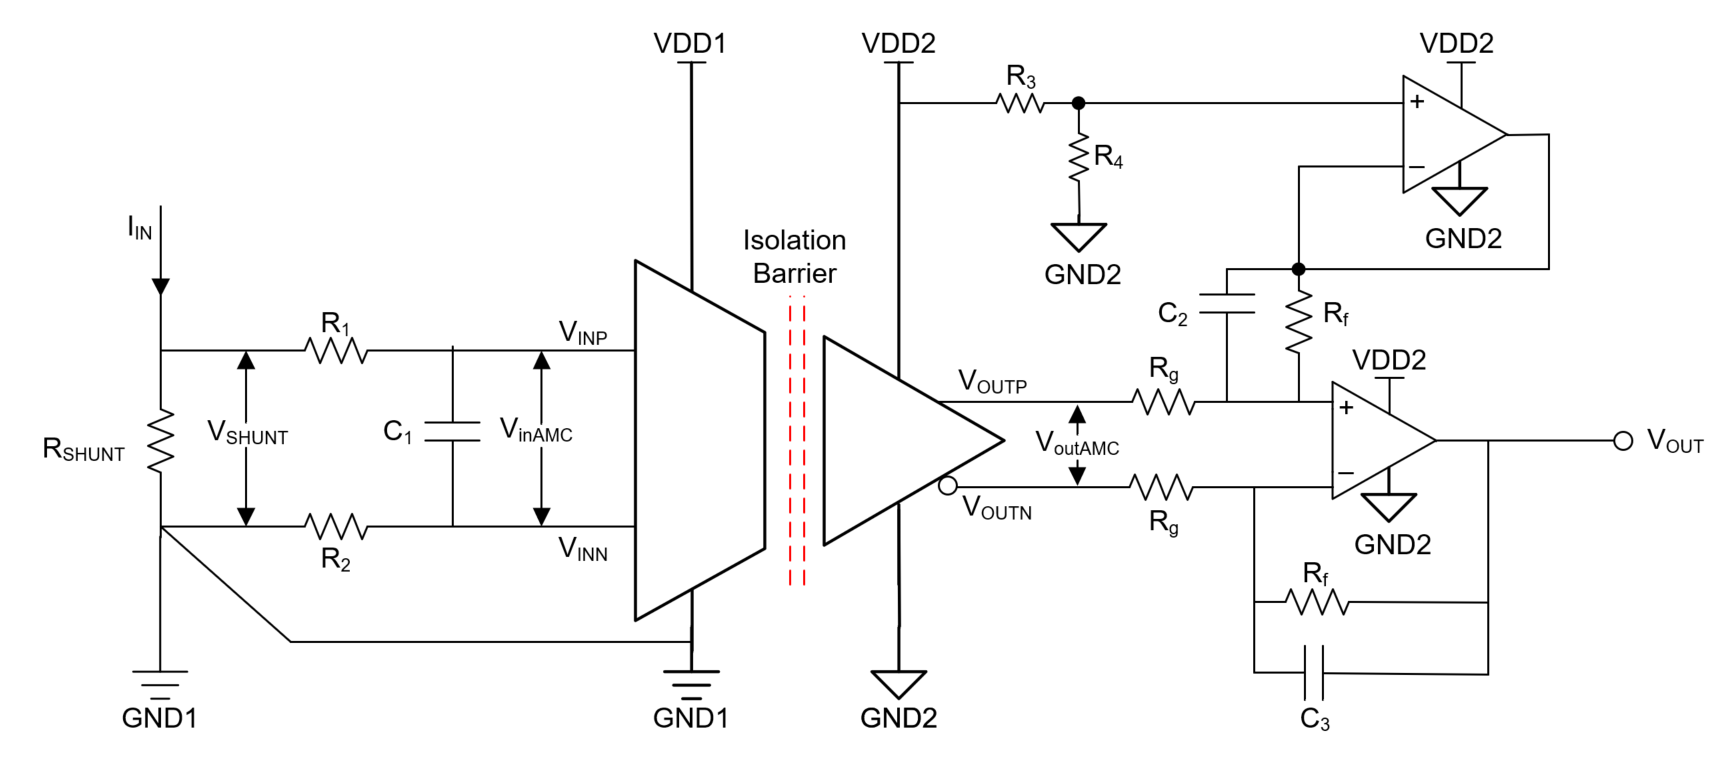 VDD1
VDD2
VDD2
R3
+
R4
−
GND2
GND2
IIN
Isolation
Barrier
C2
Rf
R1
VINP
VDD2
VOUTP
Rg
+
RSHUNT
VSHUNT
C1
VinAMC
VoutAMC
VOUT
−
VOUTN
Rg
GND2
R2
VINN
Rf
GND1
GND1
GND2
C3